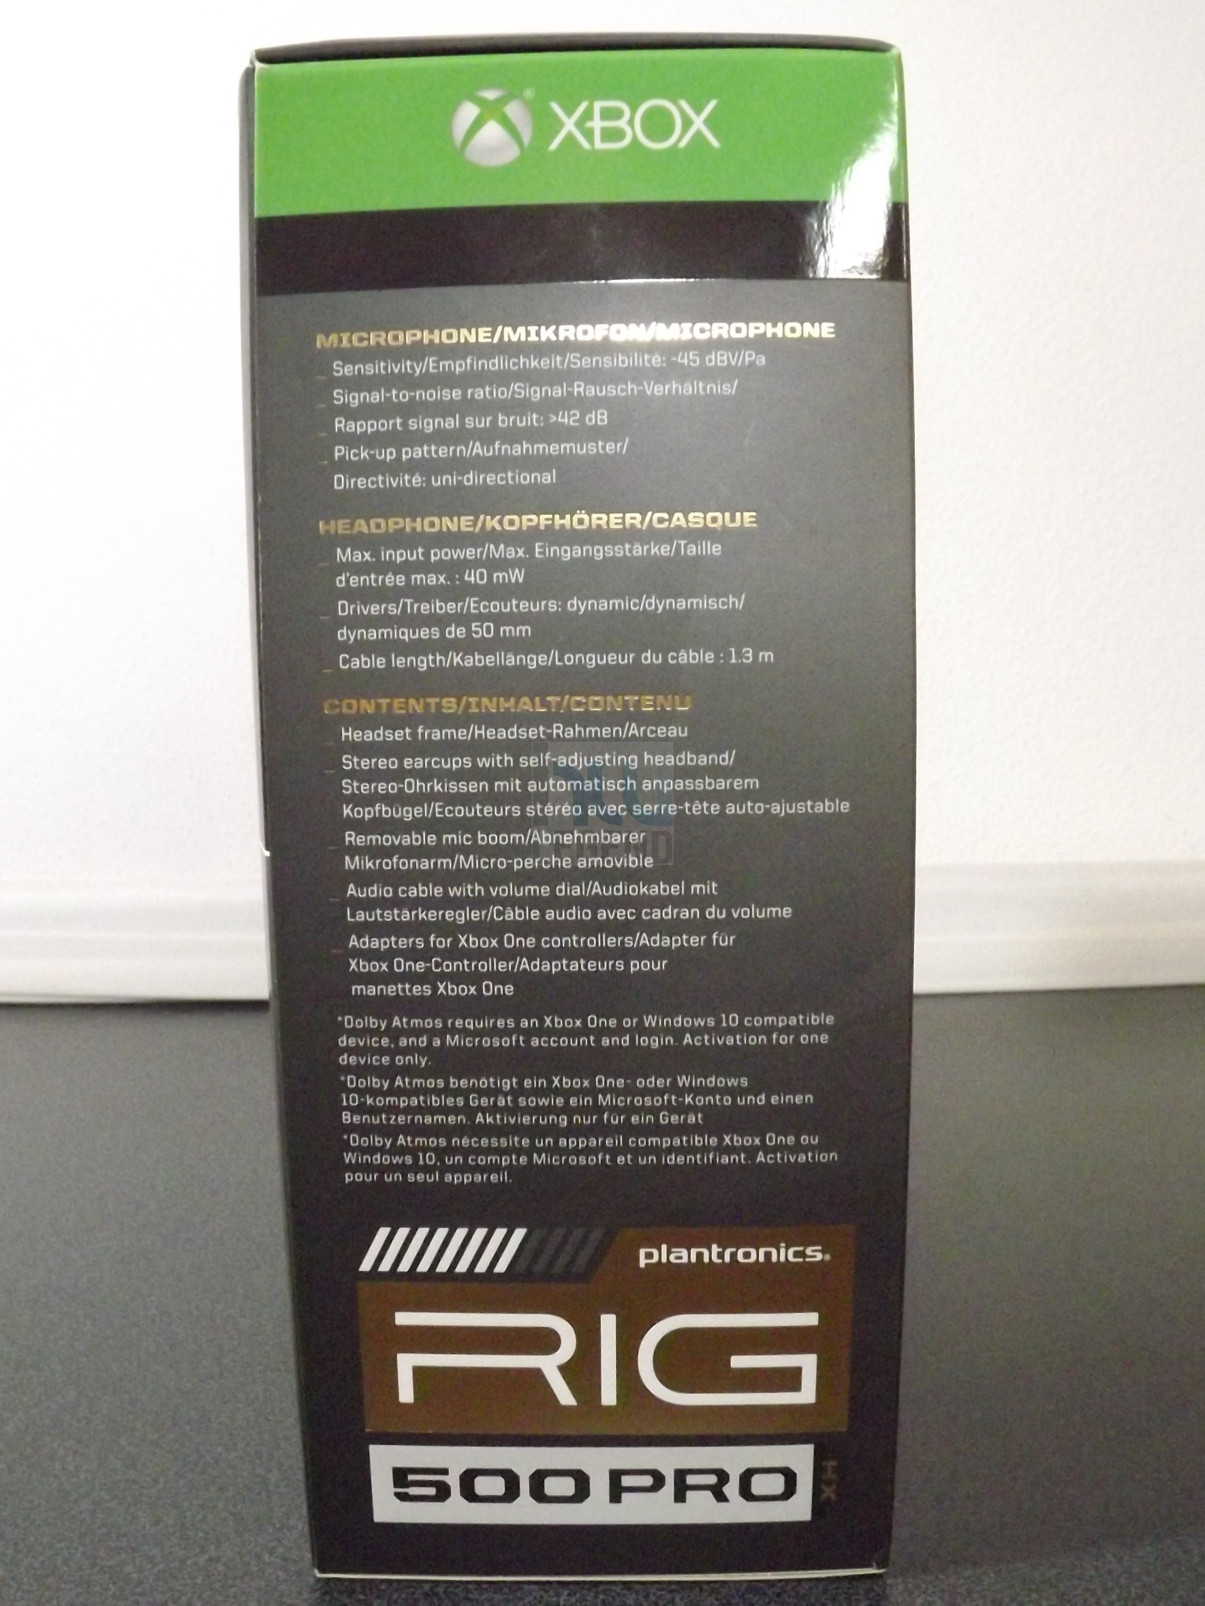 XBOX
MICROPHONE/MIKROFON/MICROPHONE
_ Sensitivity/Empfindlichkeit/Sensibilité: -45 dBV/Pa
_ Signal-to-noise ratio/Signal-Rausch-Verhältnis/
_ Rapport signal sur bruit: >42 dB
_ Pick-up pattern/Aufnahmemuster/
Directivité: uni-directional
HEADPHONE/KOPFHÖRER/CASQUE
_ Max. input power/Max. Eingangsstärke/Taille
d'entrée max. : 40 mW
_ Drivers/Treiber/Ecouteurs: dynamic/dynamisch/
dynamiques de 50 mm
_ Cable length/Kabellänge/Longueur du câble : 1.3 m
CONTENTS/INHALT/CONTENU
_ Headset frame/Headset-Rahmen/Arceau
_ Stereo earcups with self-adjusting headband/
Stereo-Ohrkissen mit automatisch anpassbarem
Kopfbügel/Ecouteurs stéréo avec serre-tête auto-ajustable
_ Removable mic boom/Abnehmbarer
Mikrofonarm/Micro-perche amovible
_ Audio cable with volume dial/Audiokabel mit
Lautstärkeregler/Câble audio avec cadran du volume
_ Adapters for Xbox One controllers/Adapter für
Xbox One-Controller/Adaptateurs pour
manettes Xbox One
*Dolby Atmos requires an Xbox One or Windows 10 compatible
device, and a Microsoft account and login. Activation for one
device only.
*Dolby Atmos benötigt ein Xbox One- oder Windows
10-kompatibles Gerät sowie ein Microsoft-Konto und einen
Benutzernamen. Aktivierung nur für ein Gerät
*Dolby Atmos nécessite un appareil compatible Xbox One ou
Windows 10, un compte Microsoft et un identifiant. Activation
pour un seul appareil.
plantronics.
RIG
500 PRO
HX